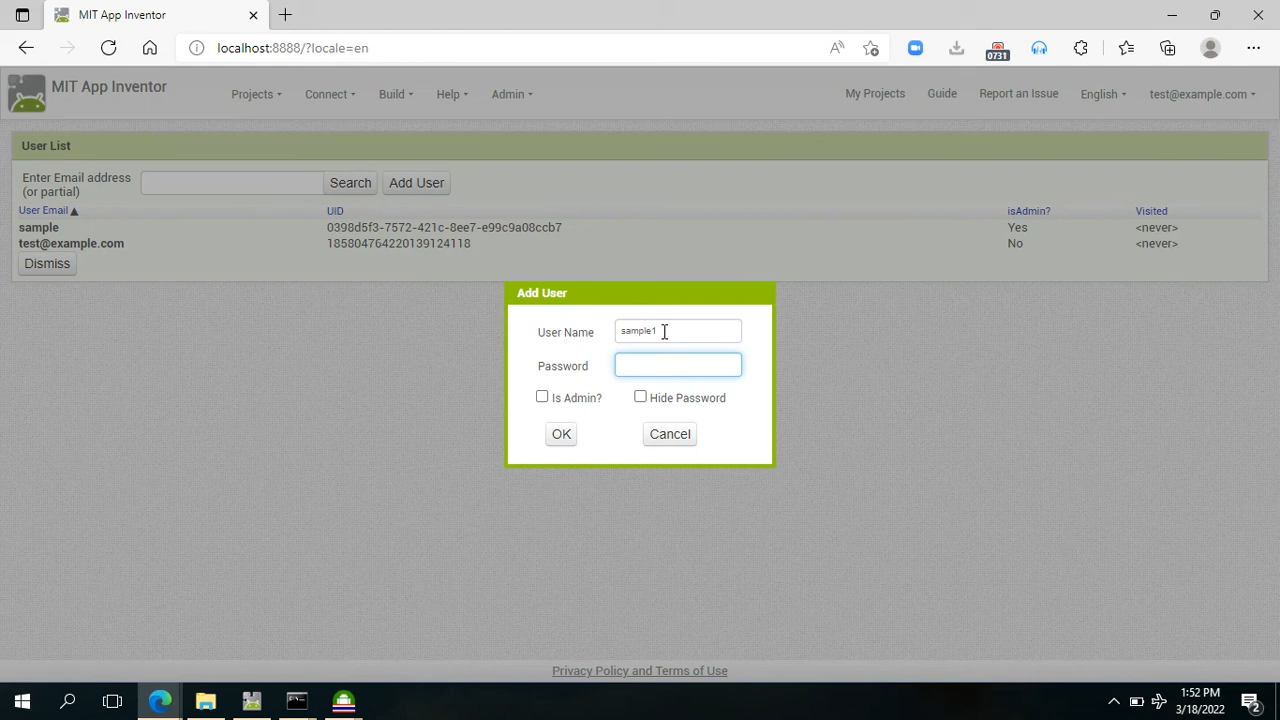 MIT App Inventor
localhost:8888/?locale=en
0731
MIT App Inventor
Projects
Connect
Build
Help
Admin
My Projects
Guide
Report an Issue
English
test@example.com
User List
Enter Email address
(or partial)
Search
Add User
User Email ▲
UID
isAdmin?
Visited
sample
0398d5f3-7572-421c-8ee7-e99c9a08ccb7
Yes
<never>
test@example.com
185804764220139124118
No
<never>
Dismiss
Add User
User Name
sample1
Password
Is Admin?
Hide Password
OK
Cancel
Privacy Policy and Terms of Use
1:52 PM
3/18/2022
2